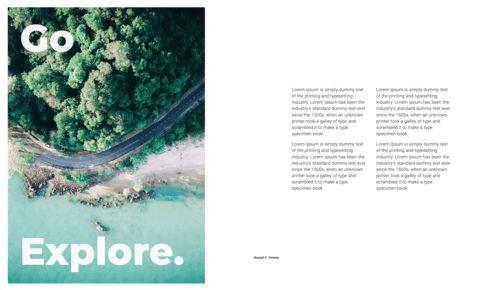 Go
Explore.
Lorem Ipsum is simply dummy text
of the printing and typesetting
industry. Lorem Ipsum has been the
industry's standard dummy text ever
since the 1500s, when an unknown
printer took a galley of type and
scrambled it to make a type
specimen book.
Lorem Ipsum is simply dummy text
of the printing and typesetting
industry. Lorem Ipsum has been the
industry's standard dummy text ever
since the 1500s, when an unknown
printer took a galley of type and
scrambled it to make a type
specimen book.
Lorem Ipsum is simply dummy text
of the printing and typesetting
industry. Lorem Ipsum has been the
industry's standard dummy text ever
since the 1500s, when an unknown
printer took a galley of type and
scrambled it to make a type
specimen book.
Lorem Ipsum is simply dummy text
of the printing and typesetting
industry. Lorem Ipsum has been the
industry's standard dummy text ever
since the 1500s, when an unknown
printer took a galley of type and
scrambled it to make a type
specimen book.